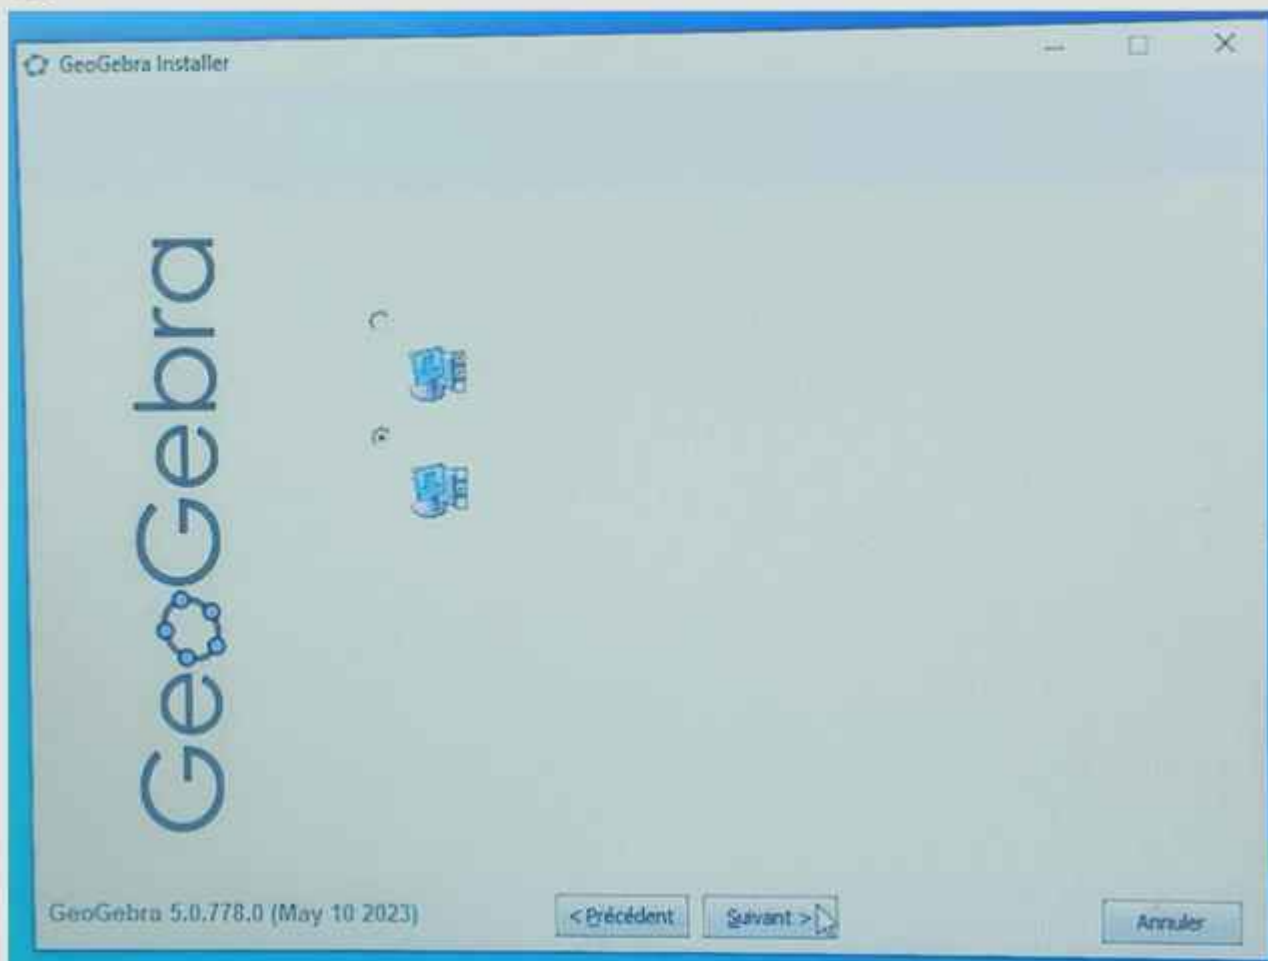 GeoGebra Installer
GeoGebra
GeoGebra 5.0.778.0 (May 10 2023)
< Précédent
Suivant >
Annuler